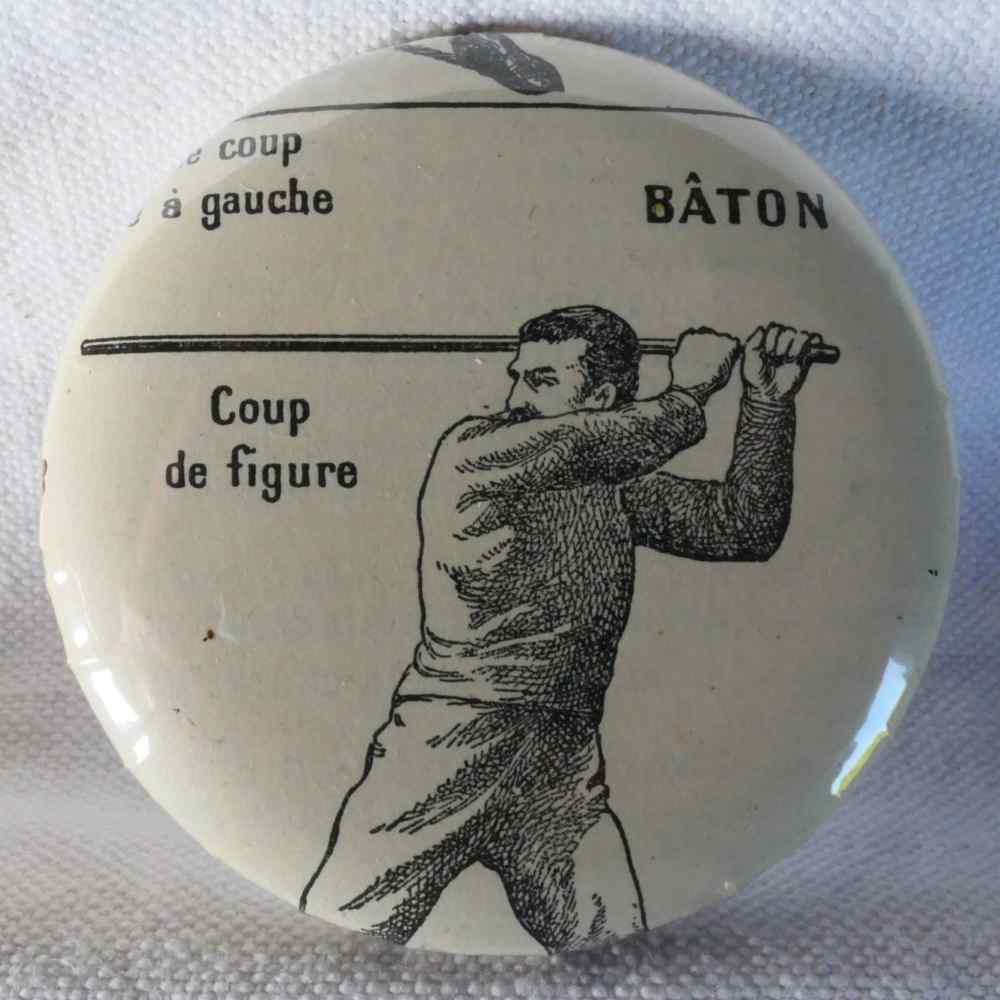 coup
à gauche
BÂTON
Coup
de figure